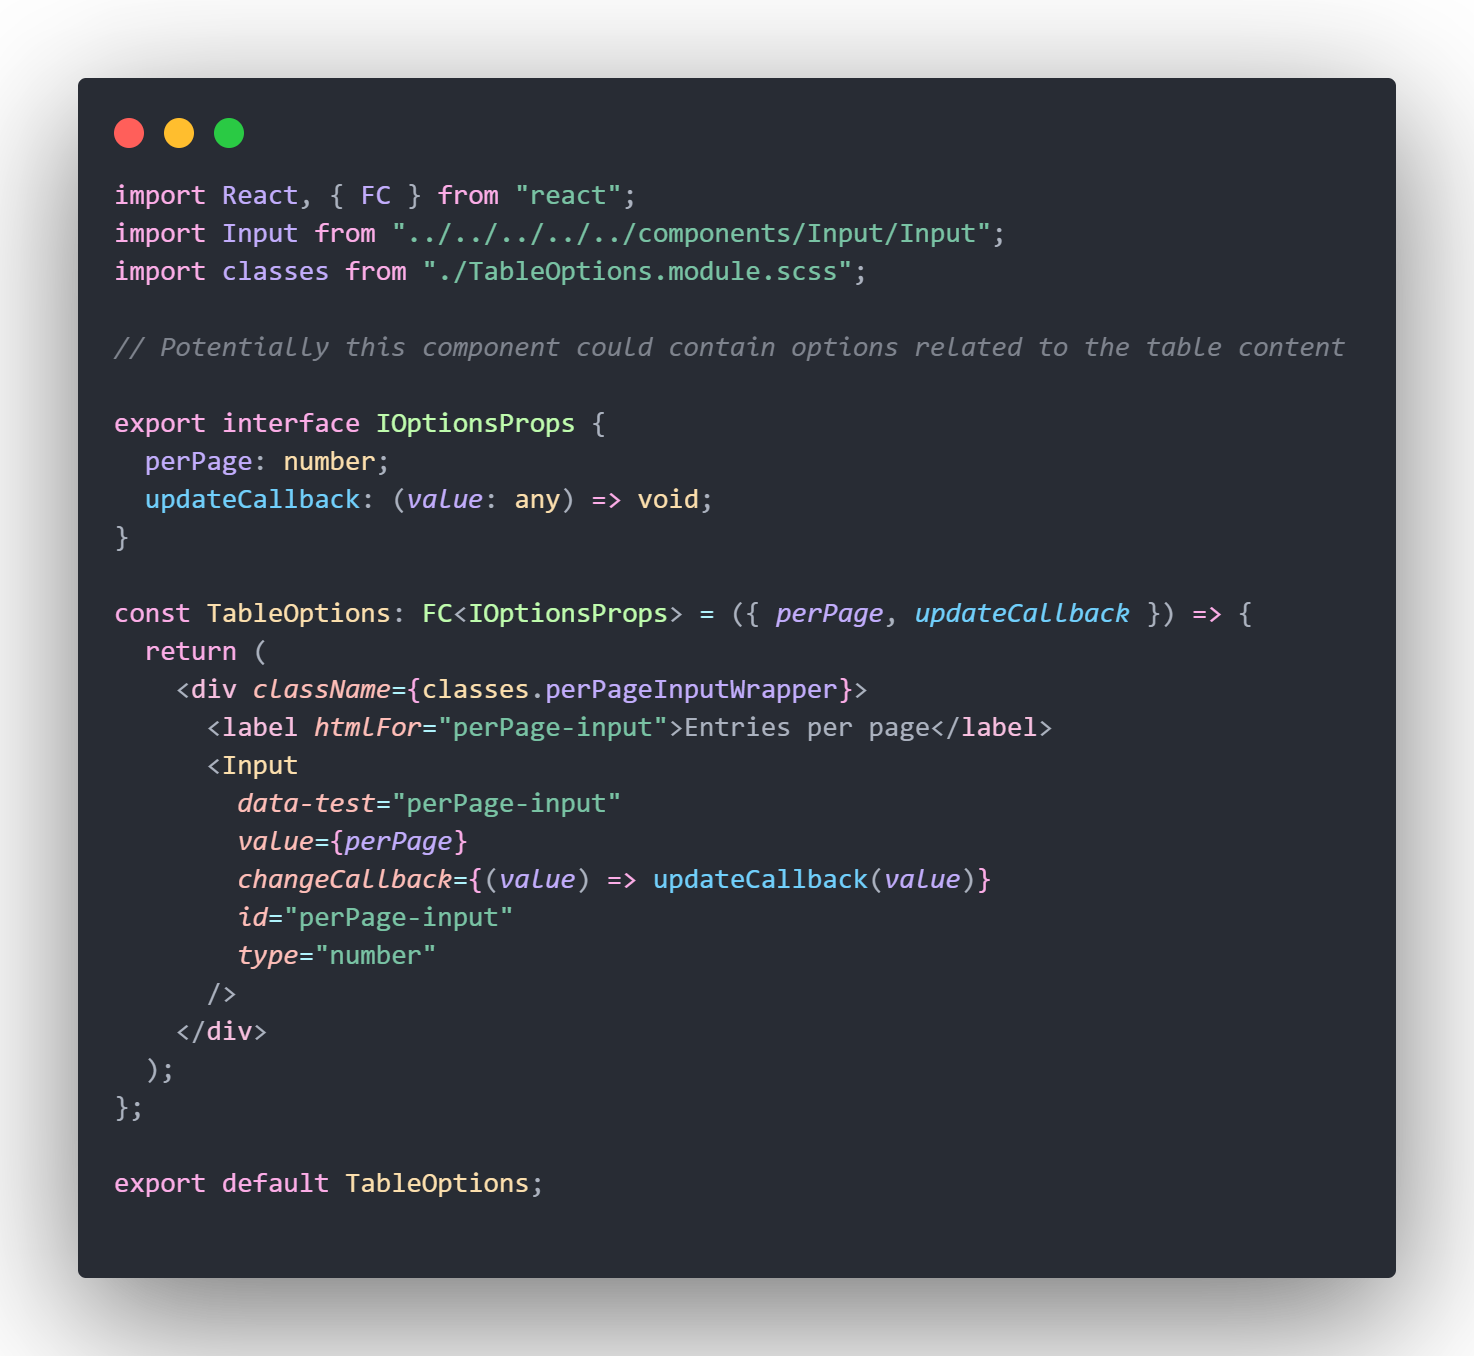 import React, { FC } from "react";
import Input from "../../../../../components/Input/Input";
import classes from "./TableOptions.module.scss";

// Potentially this component could contain options related to the table content

export interface IOptionsProps {
  perPage: number;
  updateCallback: (value: any) => void;
}

const TableOptions: FC<IOptionsProps> = ({ perPage, updateCallback }) => {
  return (
    <div className={classes.perPageInputWrapper}>
      <label htmlFor="perPage-input">Entries per page</label>
      <Input
        data-test="perPage-input"
        value={perPage}
        changeCallback={(value) => updateCallback(value)}
        id="perPage-input"
        type="number"
      />
    </div>
  );
};

export default TableOptions;